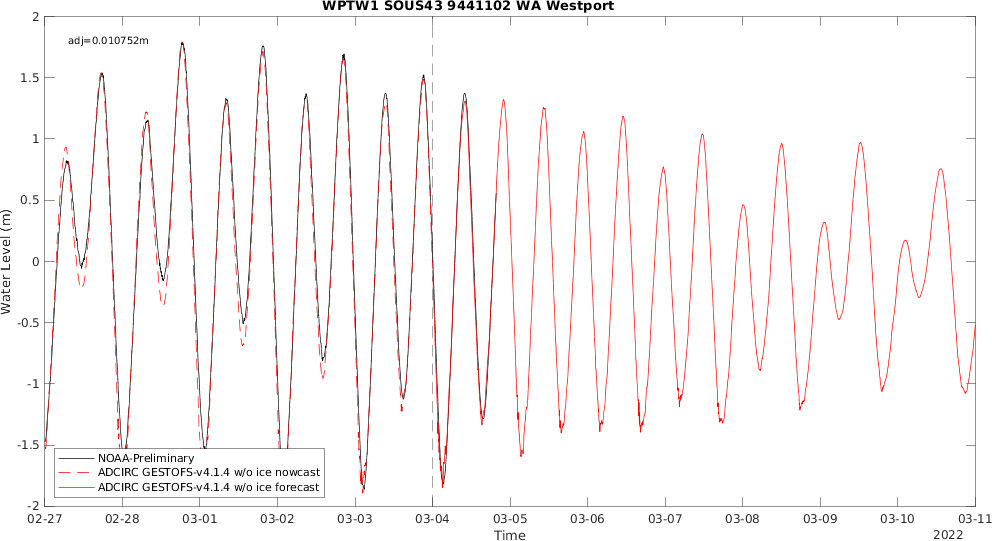 WPTW1 SOUS43 9441102 WA Westport
adj=0.010752m
Water Level (m)
2
1.5
1
0.5
0
-0.5
-1
-1.5
-2
NOAA-Preliminary
ADCIRC GESTOFS-v4.1.4 w/o ice nowcast
ADCIRC GESTOFS-v4.1.4 w/o ice forecast
02-27 02-28 03-01 03-02 03-03 03-04 03-05 03-06 03-07 03-08 03-09 03-10 03-11
Time
2022